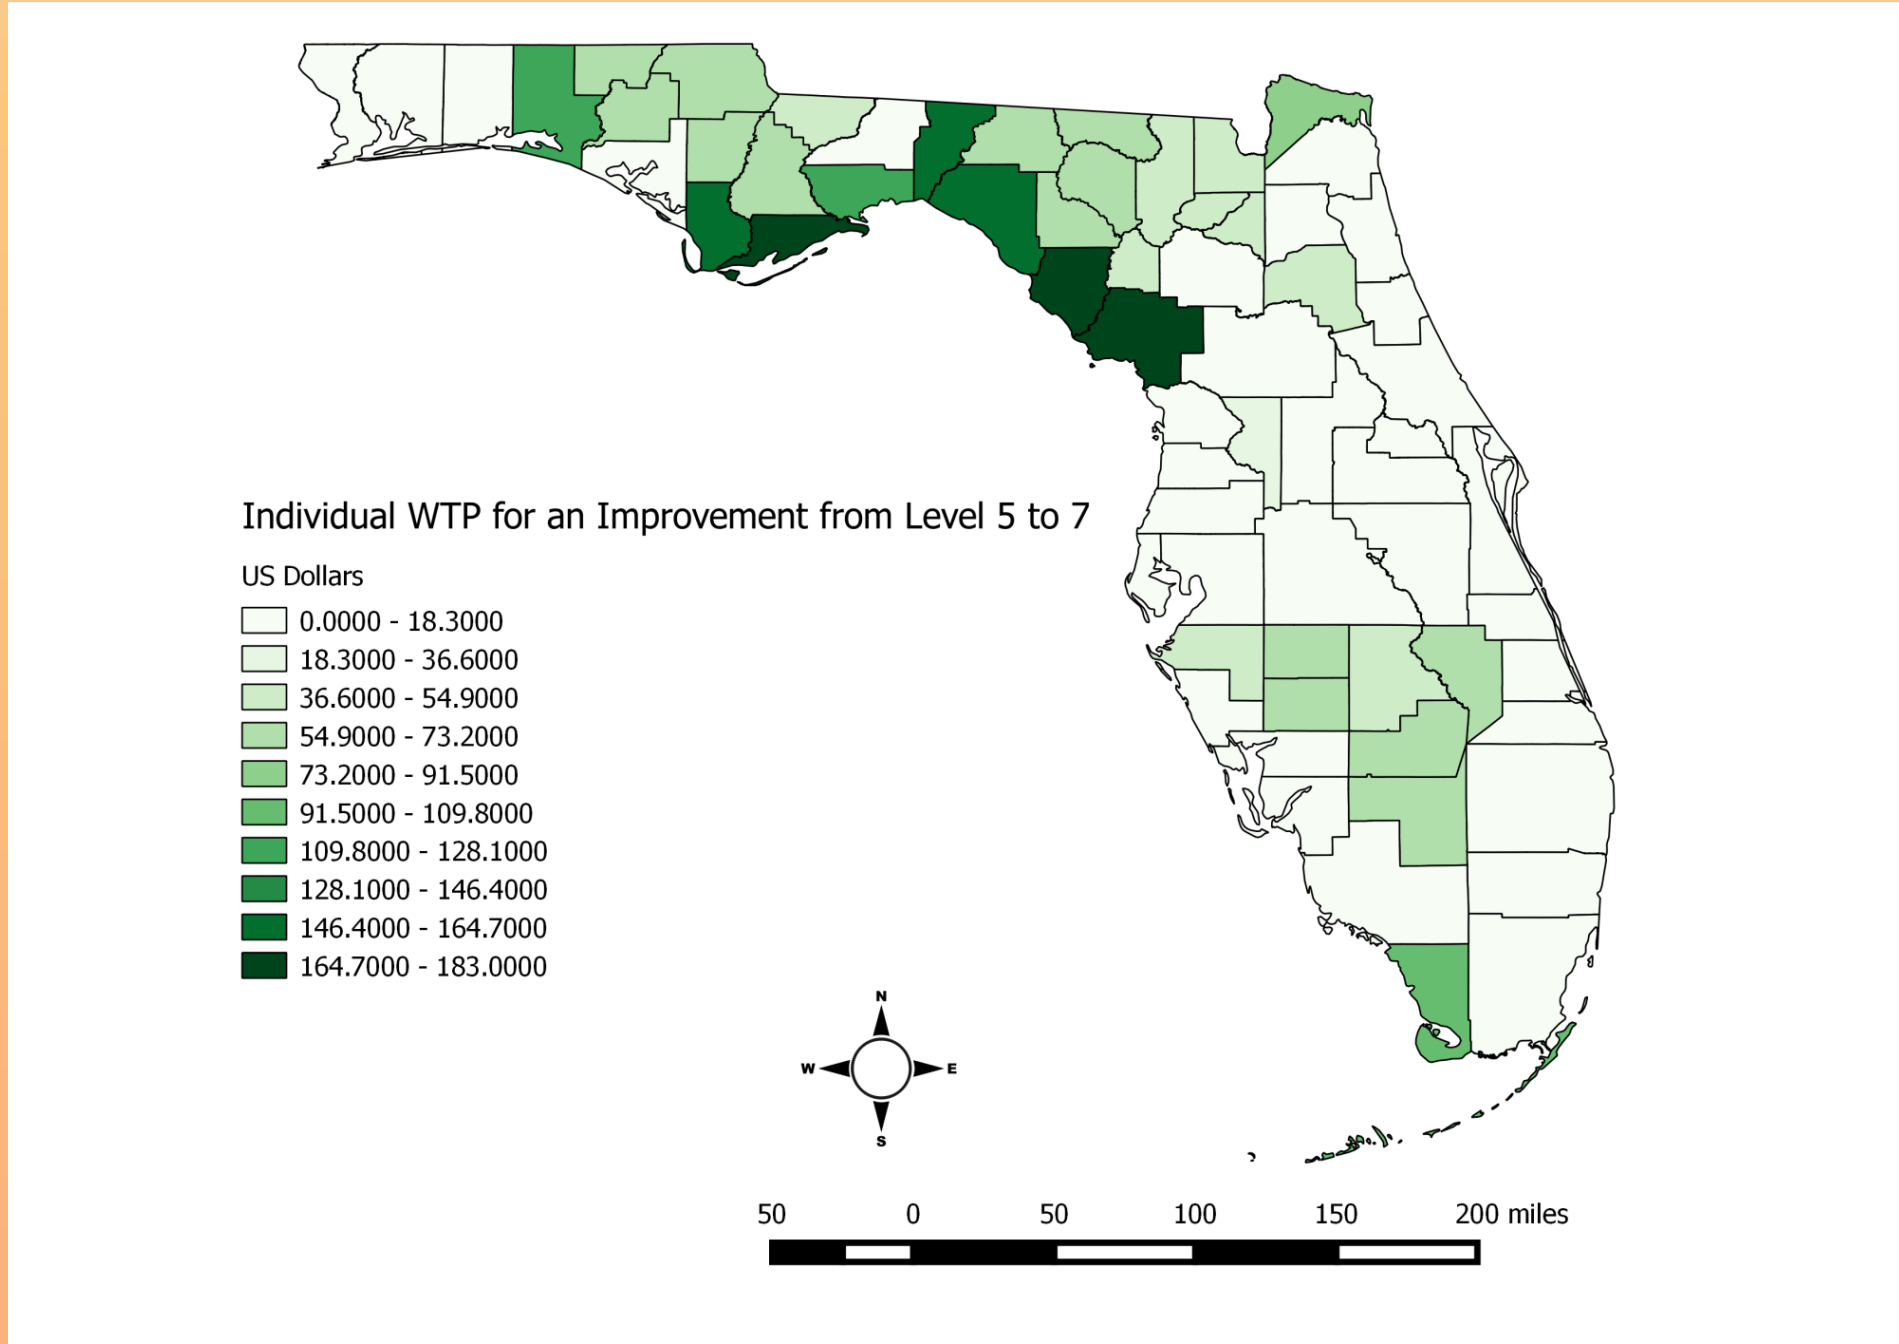 Individual WTP for an Improvement from Level 5 to 7
US Dollars
0.0000 - 18.3000
18.3000 - 36.6000
36.6000 - 54.9000
54.9000 - 73.2000
73.2000 - 91.5000
91.5000 - 109.8000
109.8000 - 128.1000
128.1000 - 146.4000
146.4000 - 164.7000
164.7000 - 183.0000
N
W E
S
50 0 50 100 150 200 miles